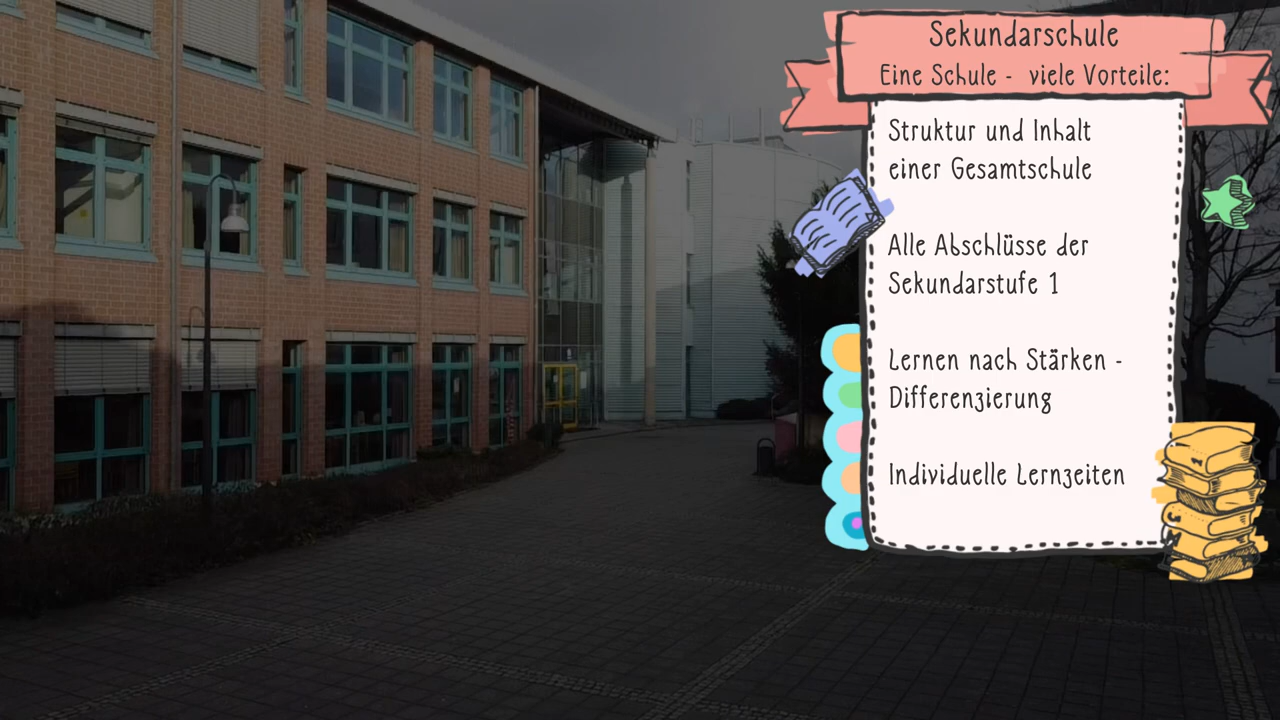 Sekundarschule
Eine Schule - viele Vorteile:
Struktur und Inhalt
einer Gesamtschule
Alle Abschlüsse der
Sekundarstufe 1
Lernen nach Stärken -
Differenzierung
Individuelle Lernzeiten